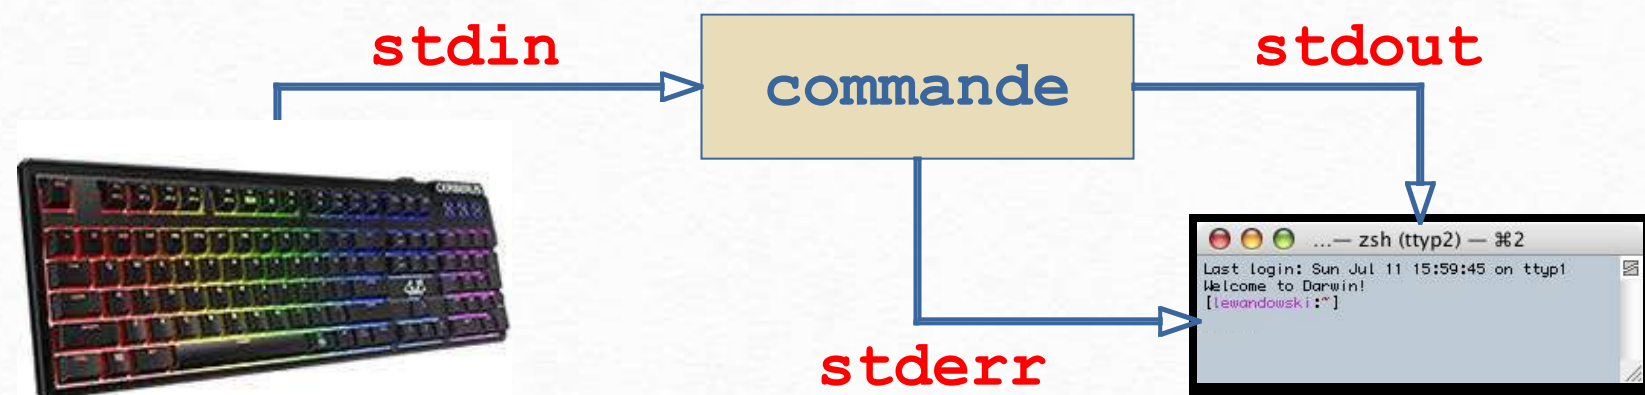 stdin
commande
stdout
CERBERUS
...— zsh (ttyp2) — ⌘2
Last login: Sun Jul 11 15:59:45 on ttyp1
Welcome to Darwin!
[lewandowski:~]
stderr